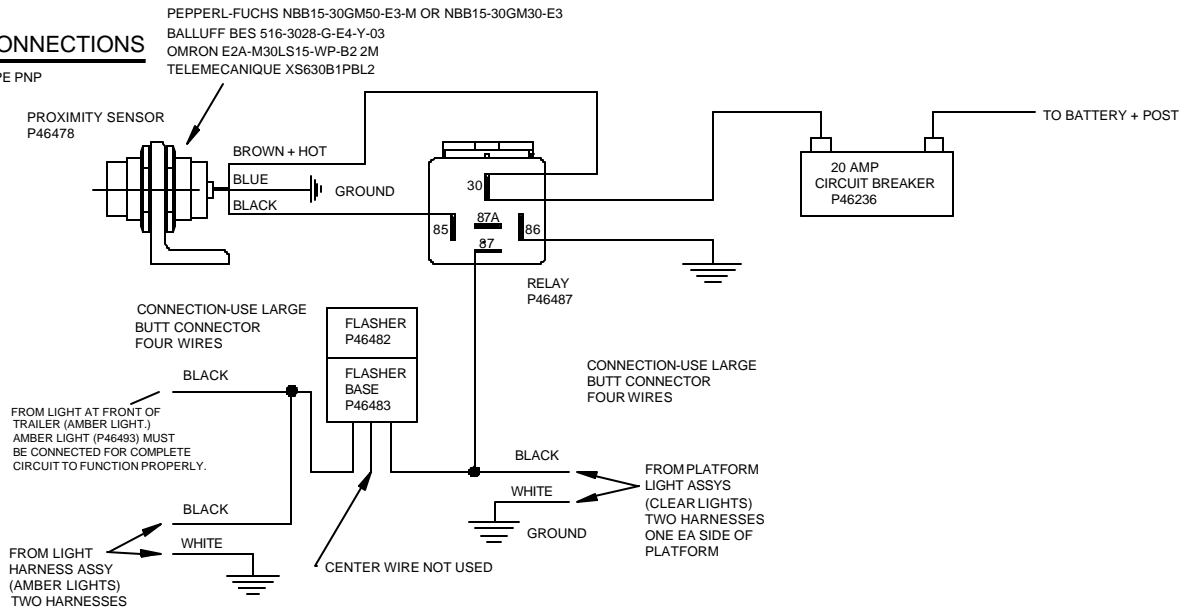 PEPPERL-FUCHS NBB15-30GM50-E3-M OR NBB15-30GM30-E3
BALLUFF BES 516-3028-G-E4-Y-03
OMRON E2A-M30LS15-WP-B2 2M
TELEMECANIQUE XS630B1PBL2
ONNECTIONS
PE PNP
PROXIMITY SENSOR
P46478
BROWN + HOT
BLUE
GROUND
BLACK
30
87A
85
86
87
RELAY
P46487
TO BATTERY + POST
20 AMP
CIRCUIT BREAKER
P46236
CONNECTION-USE LARGE
BUTT CONNECTOR
FOUR WIRES
FLASHER
P46482
FLASHER
BASE
P46483
CONNECTION-USE LARGE
BUTT CONNECTOR
FOUR WIRES
BLACK
FROM LIGHT AT FRONT OF
TRAILER (AMBER LIGHT.)
AMBER LIGHT (P46493) MUST
BE CONNECTED FOR COMPLETE
CIRCUIT TO FUNCTION PROPERLY.
BLACK
WHITE
GROUND
FROM PLATFORM
LIGHT ASSYS
(CLEAR LIGHTS)
TWO HARNESSES
ONE EA SIDE OF
PLATFORM
BLACK
WHITE
FROM LIGHT
HARNESS ASSY
(AMBER LIGHTS)
TWO HARNESSES
CENTER WIRE NOT USED